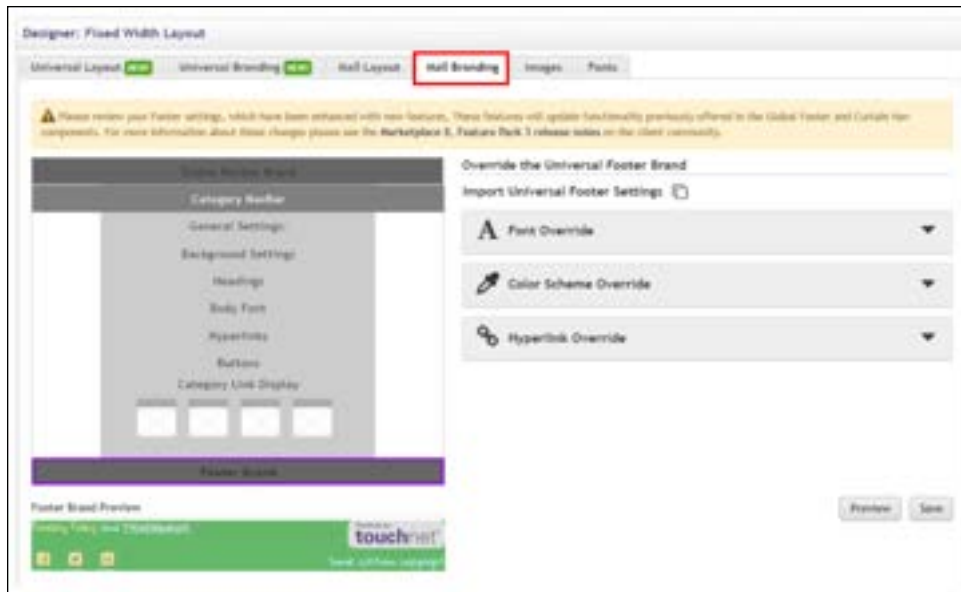 Designer: Fixed Width Layout
Universal Layout NEW! Universal Branding NEW! Mall Layout Mall Branding Images Fonts
Please review your Footer settings, which have been enhanced with new features. These features will update functionality previously offered in the Global Footer and Curtain
components. For more information about these changes please see the Marketplace 8, Feature Pack 1 release notes on the client community.
Override the Universal Footer Brand
Category NavBar
Import Universal Footer Settings
General Settings
Font Override
Background Settings
Headings
Color Scheme Override
Body Font
Hyperlinks
Hyperlink Override
Buttons
Category Link Display
Footer Brand
Footer Brand Preview
Preview Save
touchnet